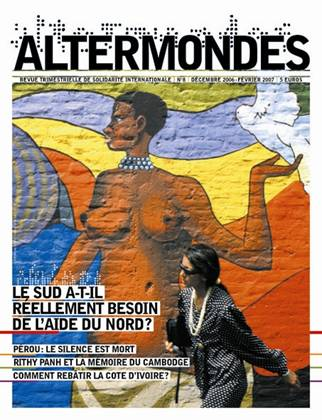 ALTERMONDES
REVUE TRIMESTRIELLE DE SOLIDARITÉ INTERNATIONALE | N°8 | DÉCEMBRE 2006-FÉVRIER 2007 | 5 EUROS
LE SUD A-T-IL
RÉELLEMENT BESOIN
DE L'AIDE DU NORD?
PÉROU: LE SILENCE EST MORT
RITHY PANH ET LA MÉMOIRE DU CAMBODGE
COMMENT REBÂTIR LA COTE D'IVOIRE?